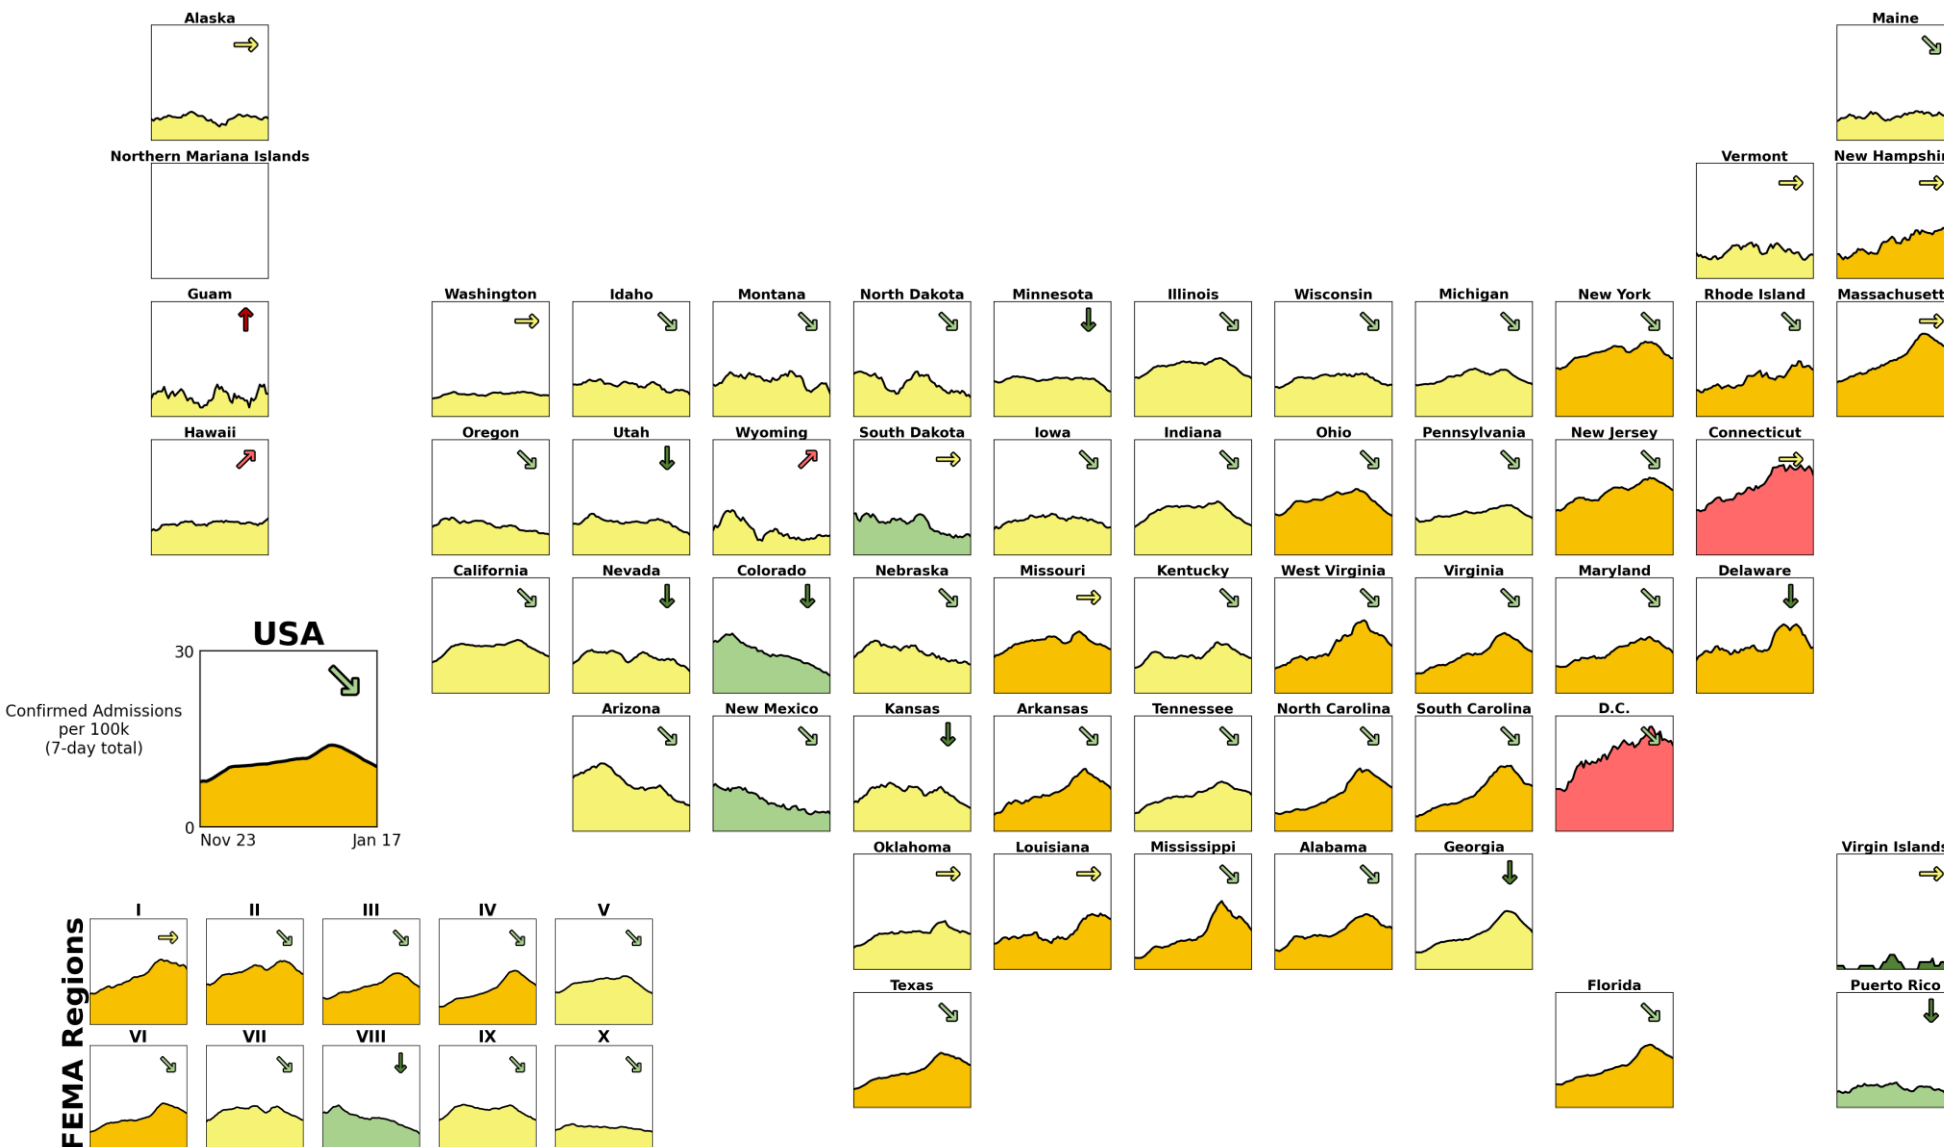 Alaska Maine
Northern Mariana Islands Vermont New Hampshir
Guam Washington Idaho Montana North Dakota Minnesota Illinois Wisconsin Michigan New York Rhode Island Massachusett
Hawaii Oregon Utah Wyoming South Dakota Iowa Indiana Ohio Pennsylvania New Jersey Connecticut
California Nevada Colorado Nebraska Missouri Kentucky West Virginia Virginia Maryland Delaware
USA
30
Confirmed Admissions
per 100k
(7-day total)
0
Nov 23 Jan 17
Arizona New Mexico Kansas Arkansas Tennessee North Carolina South Carolina D.C.
Oklahoma Louisiana Mississippi Alabama Georgia Virgin Islands
Texas Florida Puerto Rico
FEMA Regions
I II III IV V
VI VII VIII IX X